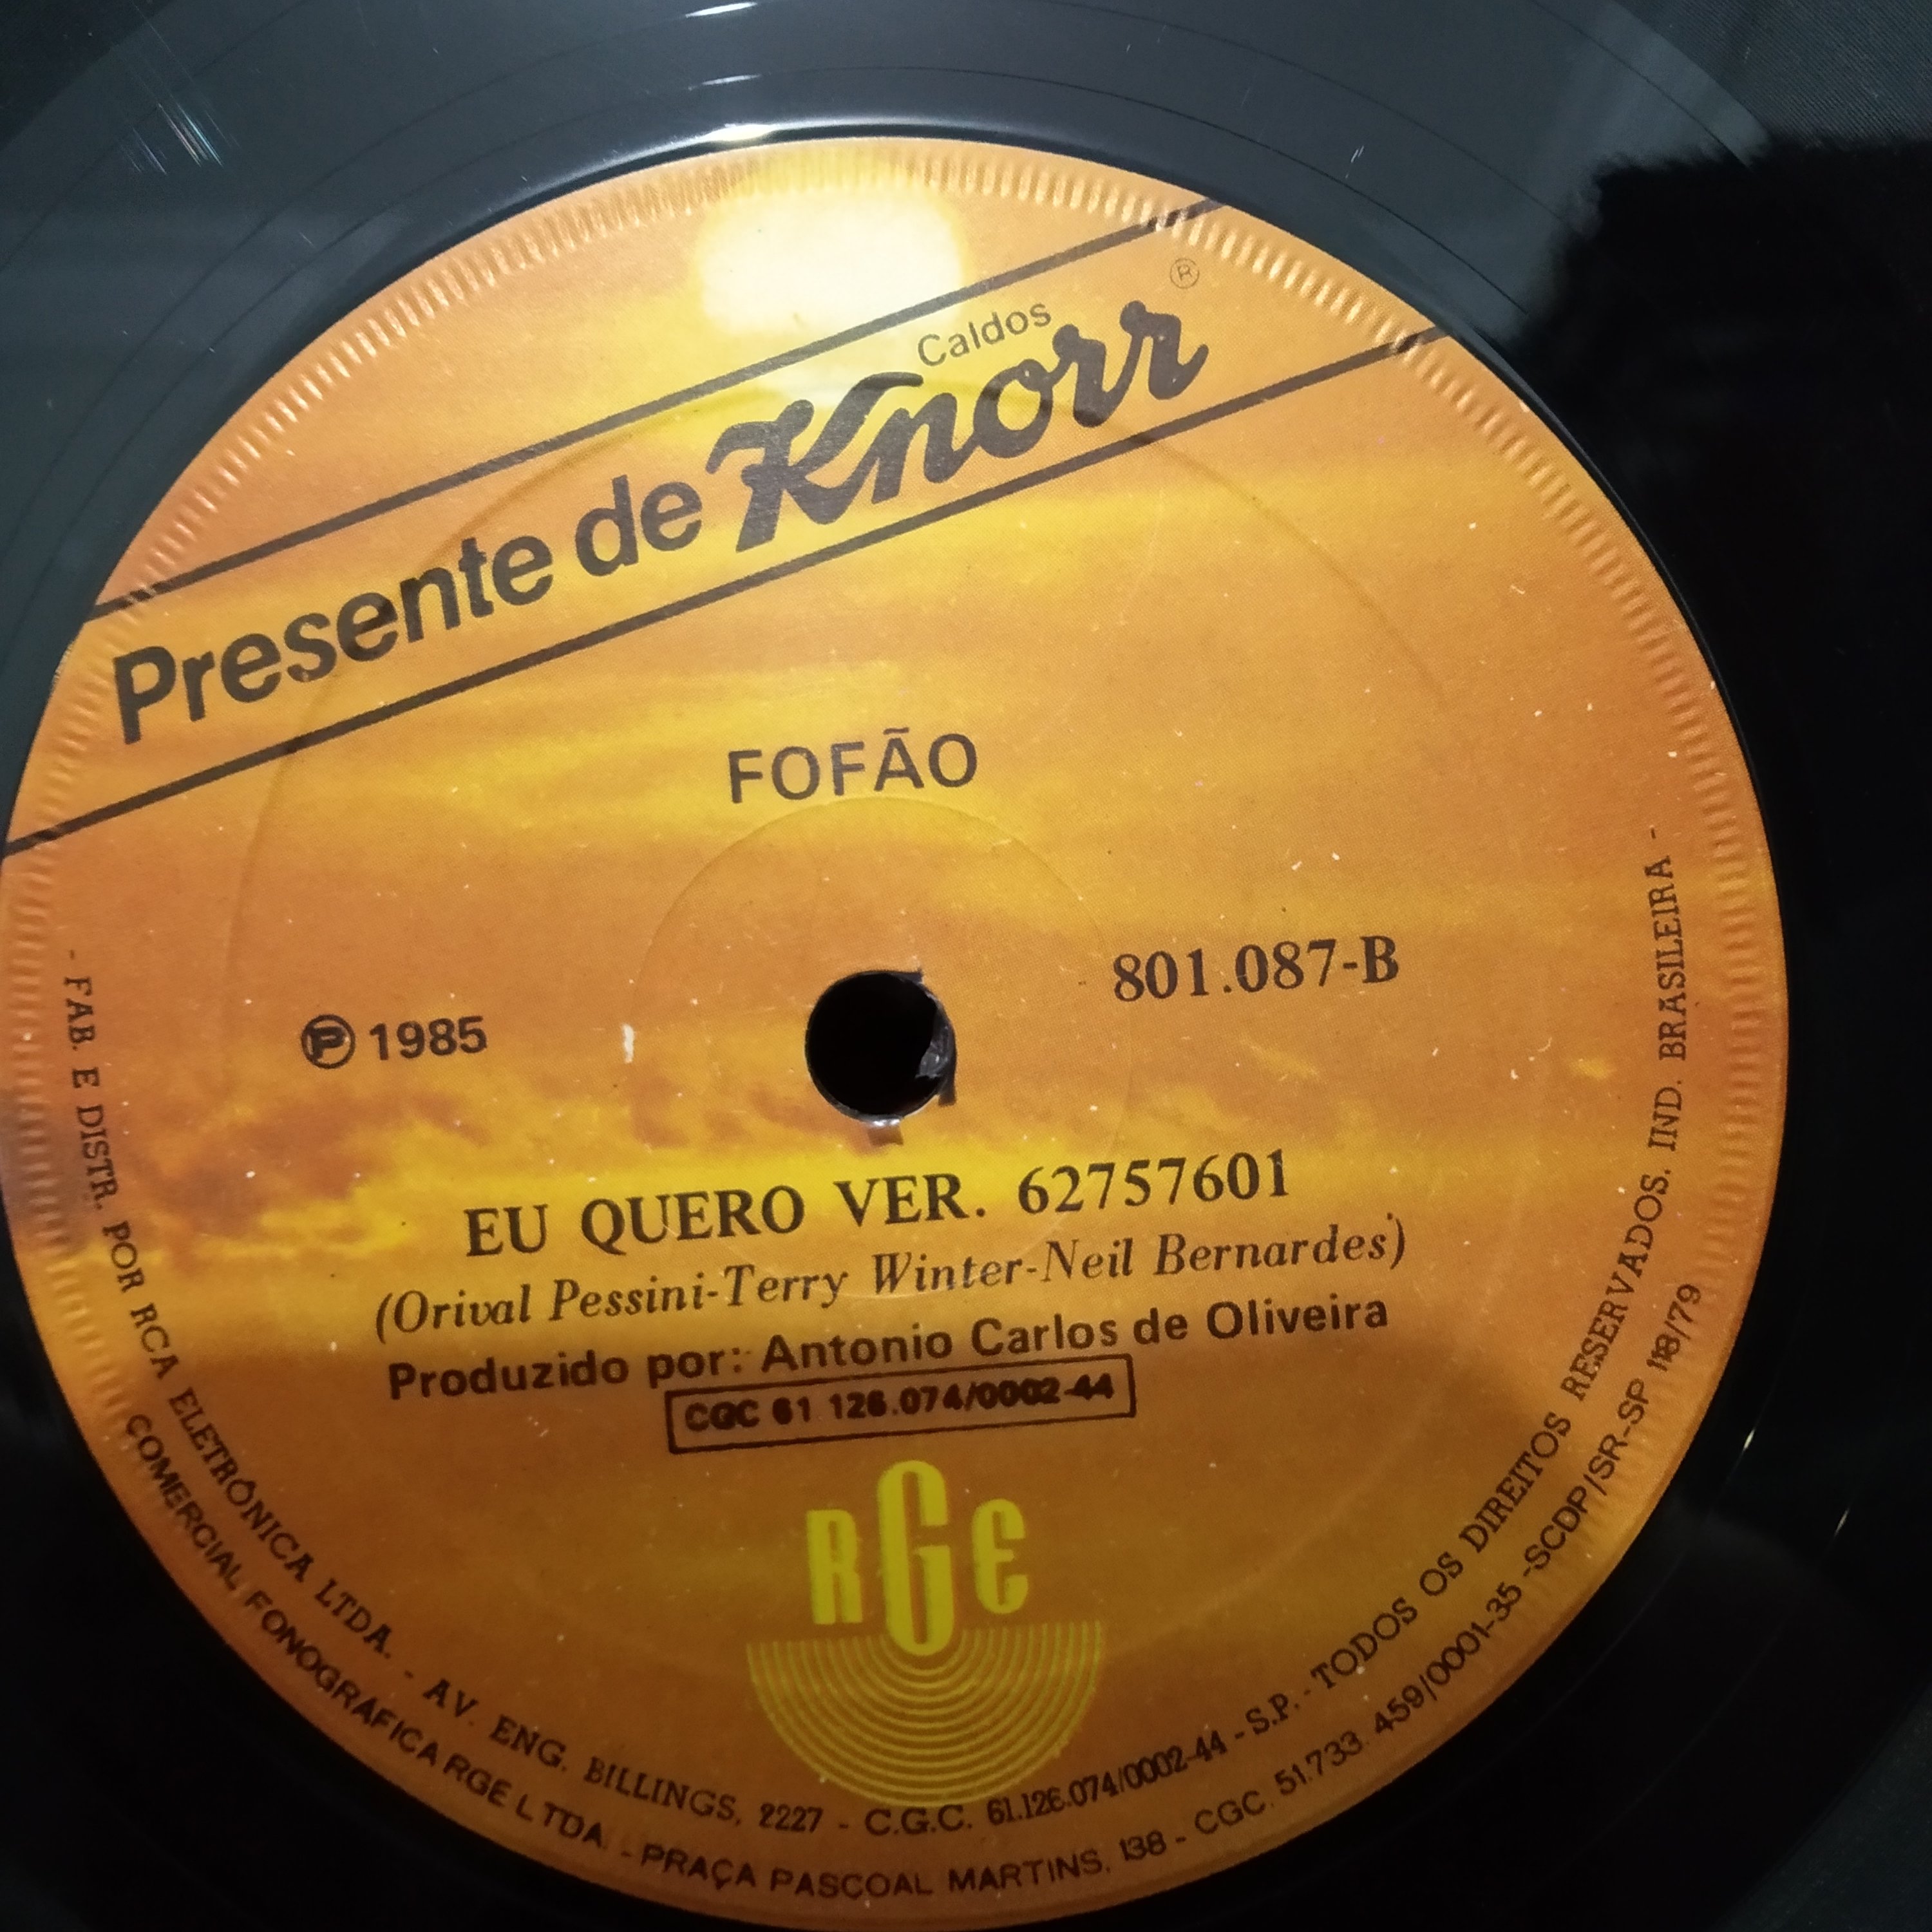 Caldos
Presente de Knorr ®
FOFÃO
℗ 1985
801.087-B
EU QUERO VER. 62757601
(Orival Pessini-Terry Winter-Neil Bernardes)
Produzido por: Antonio Carlos de Oliveira
CGC 61 126.074/0002-44
RGE
- FAB. E DISTR. POR RCA ELETRÔNICA LTDA. - AV. ENG. BILLINGS, 2227 - C.G.C. 61.126.074/0002-44 - S.P. - TODOS OS DIREITOS RESERVADOS. IND. BRASILEIRA -
COMERCIAL FONOGRAFICA RGE LTDA. - PRAÇA PASCOAL MARTINS, 138 - CGC. 51.733.459/0001-35 -SCDP/SR-SP 118/79